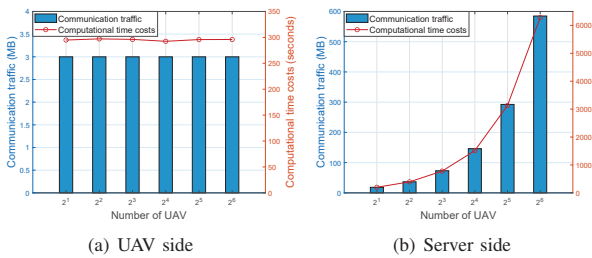 Communication traffic
Computational time costs
4
3.5
3
2.5
2
1.5
1
0.5
0
350
300
250
200
150
100
50
0
Communication traffic (MB)
Computational time costs (seconds)
2^1 2^2 2^3 2^4 2^5 2^6
Number of UAV
(a) UAV side
Communication traffic
Computational time costs
600
500
400
300
200
100
0
6000
5000
4000
3000
2000
1000
0
Communication traffic (MB)
2^1 2^2 2^3 2^4 2^5 2^6
Number of UAV
(b) Server side